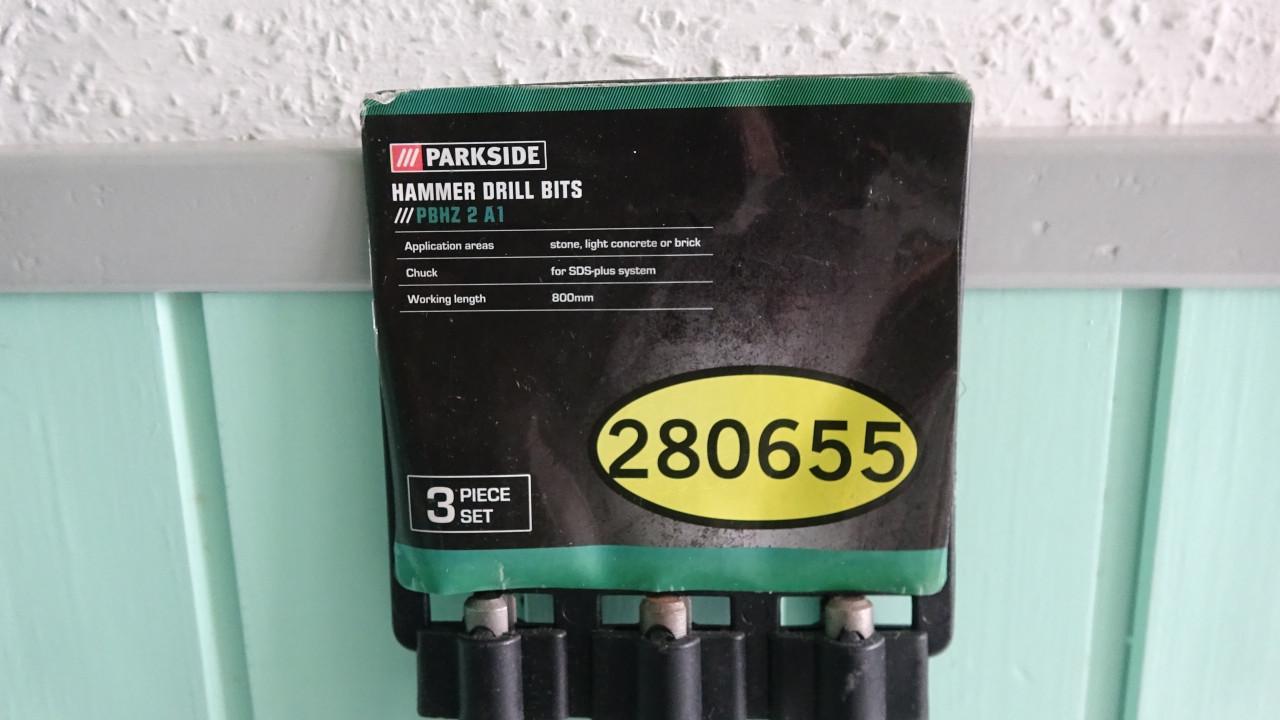 /// PARKSIDE
HAMMER DRILL BITS
///PBHZ 2 A1
Application areas stone, light concrete or brick
Chuck for SDS-plus system
Working length 800mm
280655
3 PIECE
SET